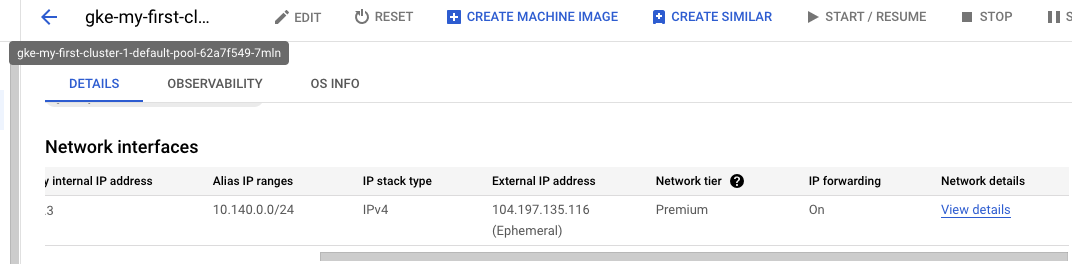 gke-my-first-cl... EDIT RESET CREATE MACHINE IMAGE CREATE SIMILAR START / RESUME STOP S
gke-my-first-cluster-1-default-pool-62a7f549-7mln
DETAILS OBSERVABILITY OS INFO
Network interfaces
y internal IP address Alias IP ranges IP stack type External IP address Network tier ? IP forwarding Network details
.3 10.140.0.0/24 IPv4 104.197.135.116 Premium On View details
(Ephemeral)